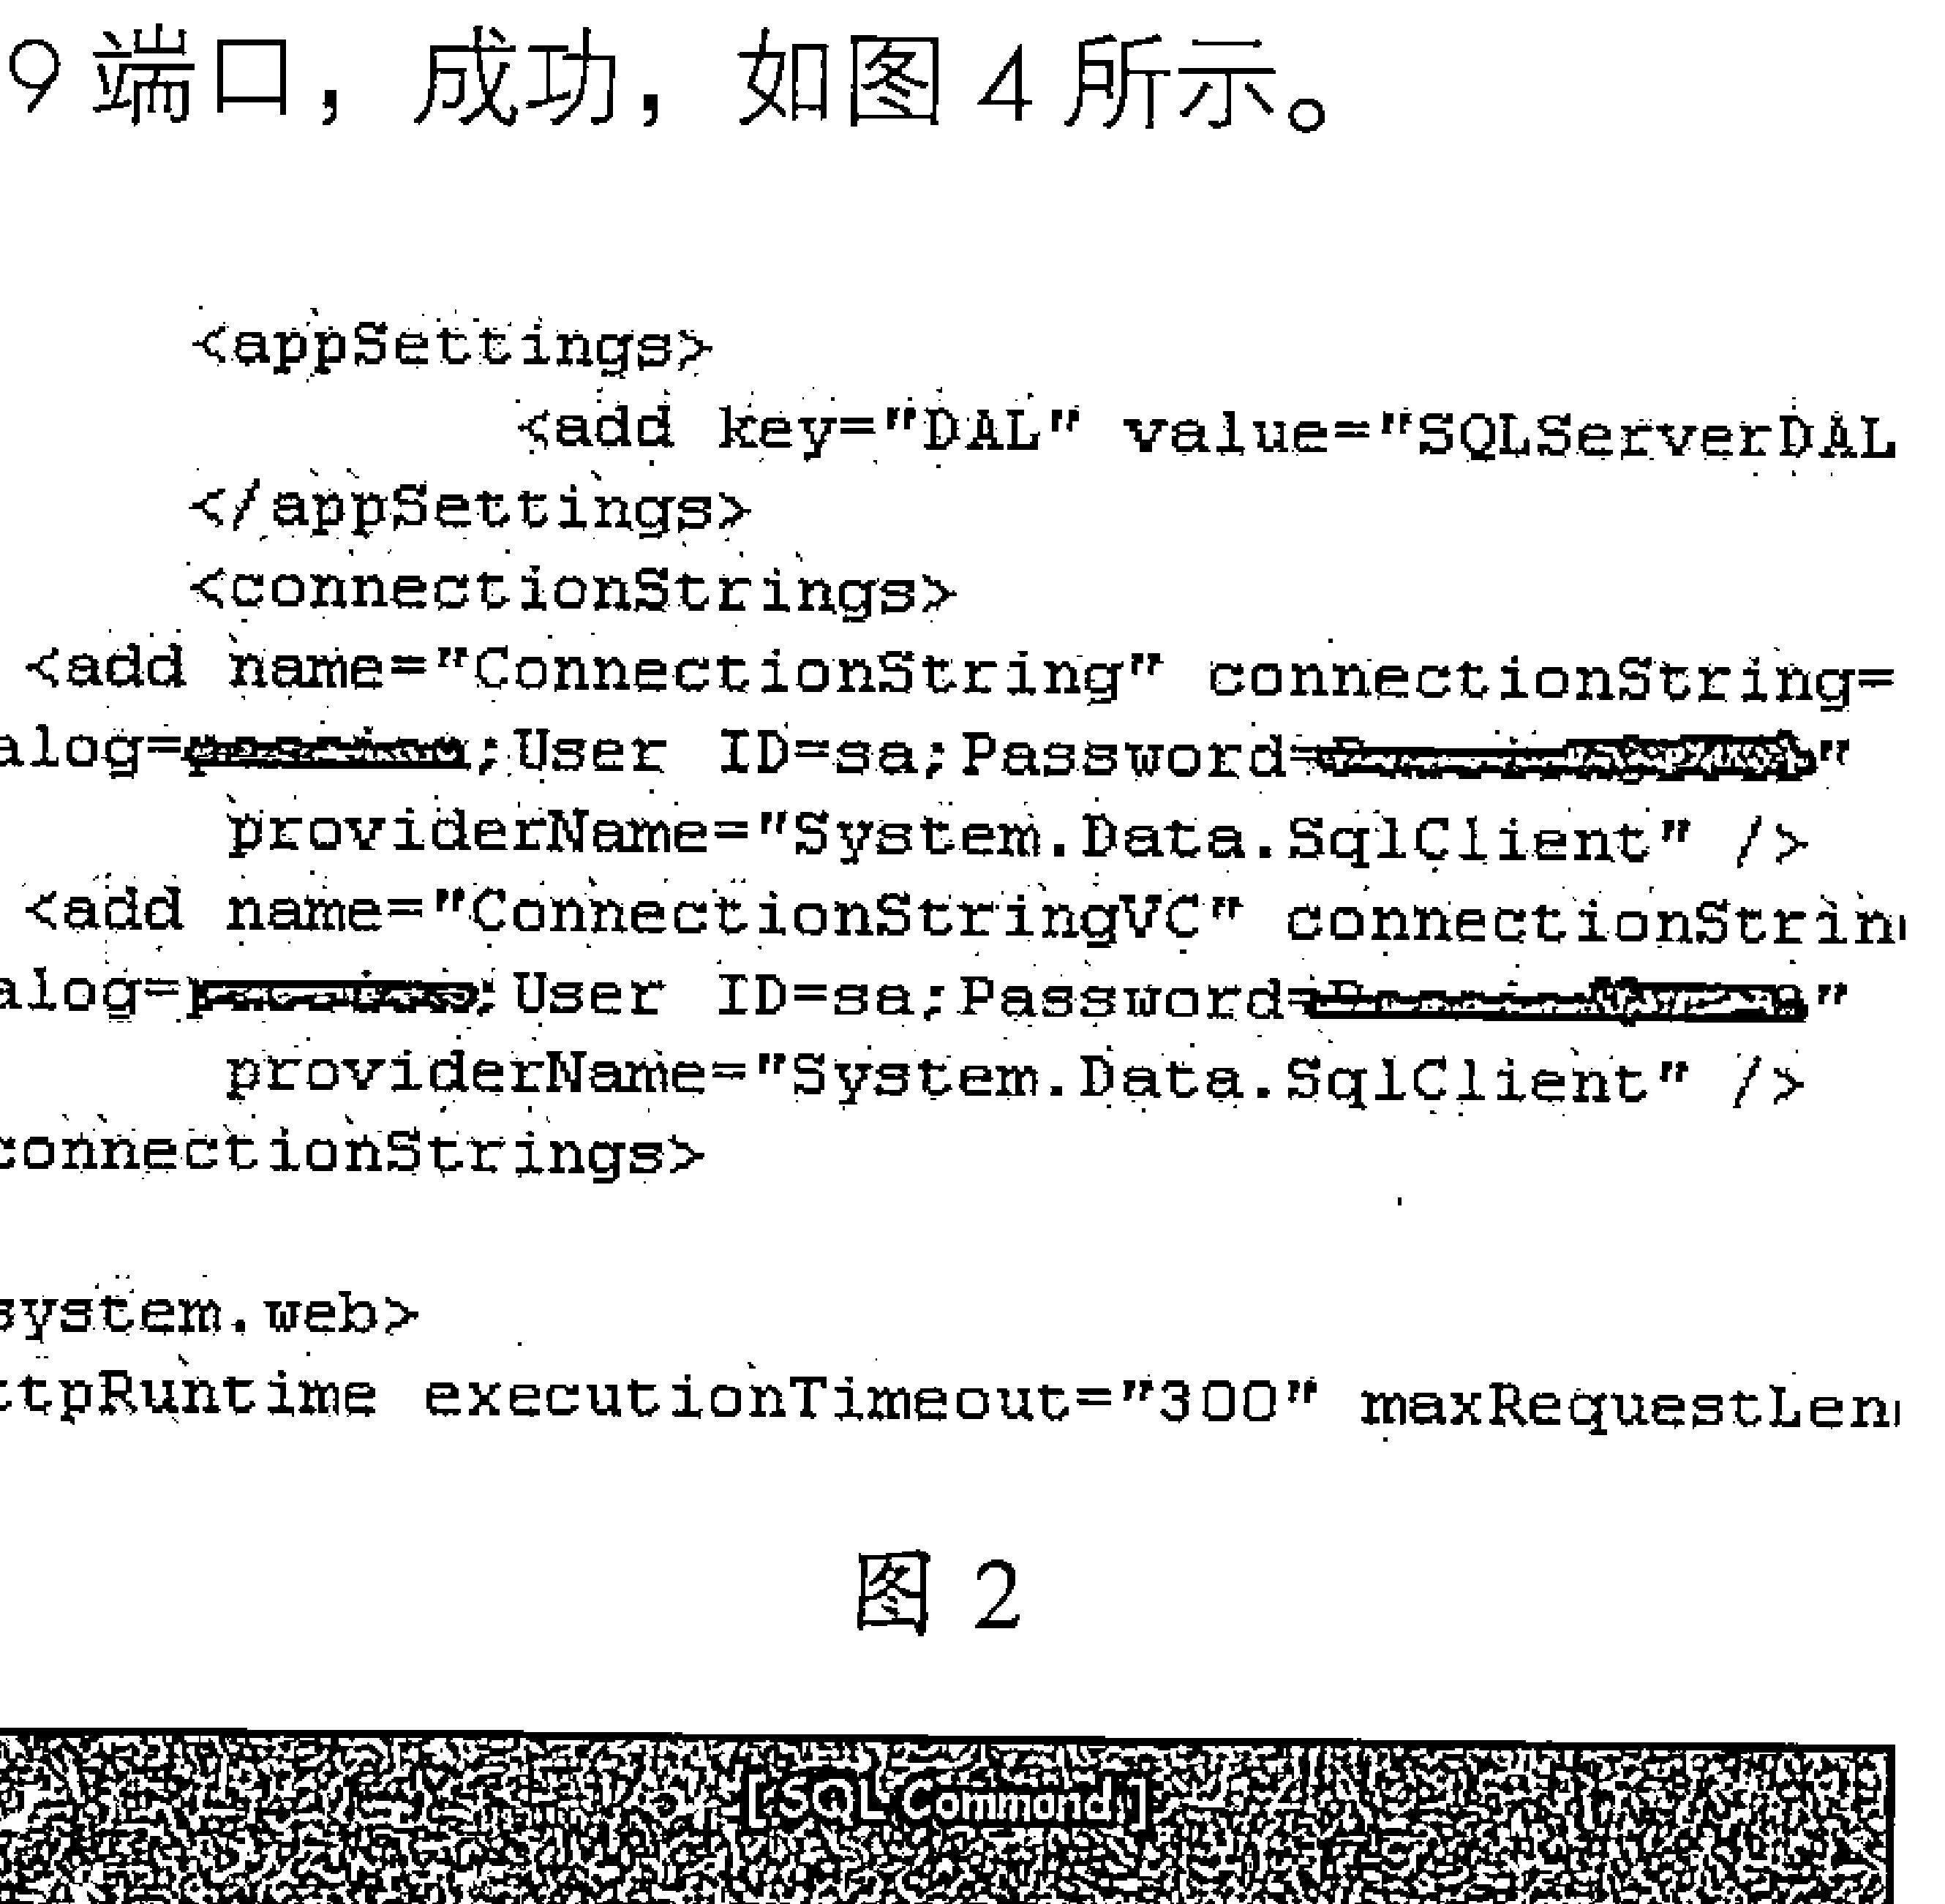 9 端口，成功，如图 4 所示。
<appSettings>
<add key="DAL" value="SQLServerDAL
</appSettings>
<connectionStrings>
<add name="ConnectionString" connectionString=
alog=;User ID=sa;Password="
providerName="System.Data.SqlClient" />
<add name="ConnectionStringVC" connectionStrin
alog=;User ID=sa;Password="
providerName="System.Data.SqlClient" />
connectionStrings>
system.web>
ttpRuntime executionTimeout="300" maxRequestLen
图 2
[SQL Command]